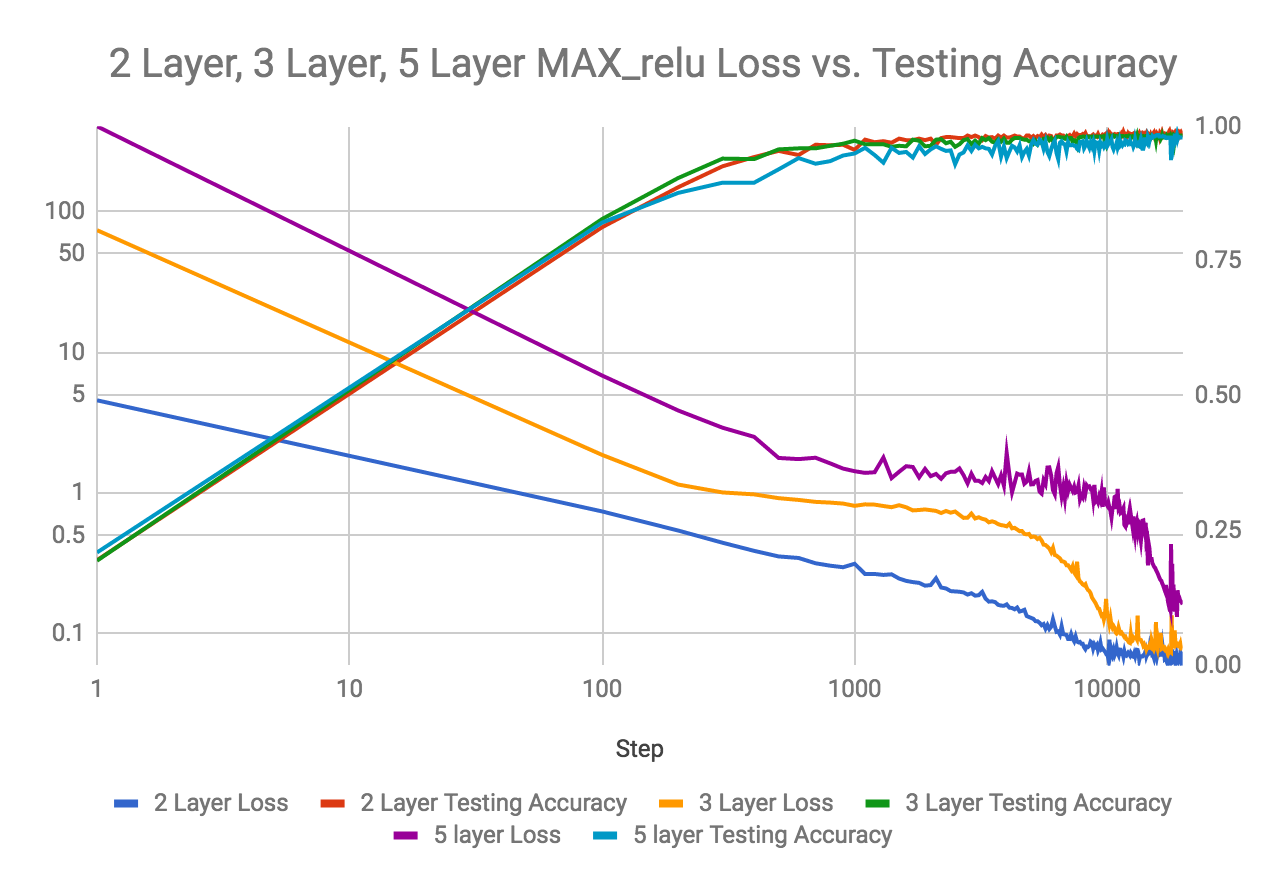 2 Layer, 3 Layer, 5 Layer MAX_relu Loss vs. Testing Accuracy
1.00
100
50
0.75
10
5
0.50
1
0.5
0.25
0.1
0.00
1 10 100 1000 10000
Step
2 Layer Loss 2 Layer Testing Accuracy 3 Layer Loss 3 Layer Testing Accuracy
5 layer Loss 5 layer Testing Accuracy